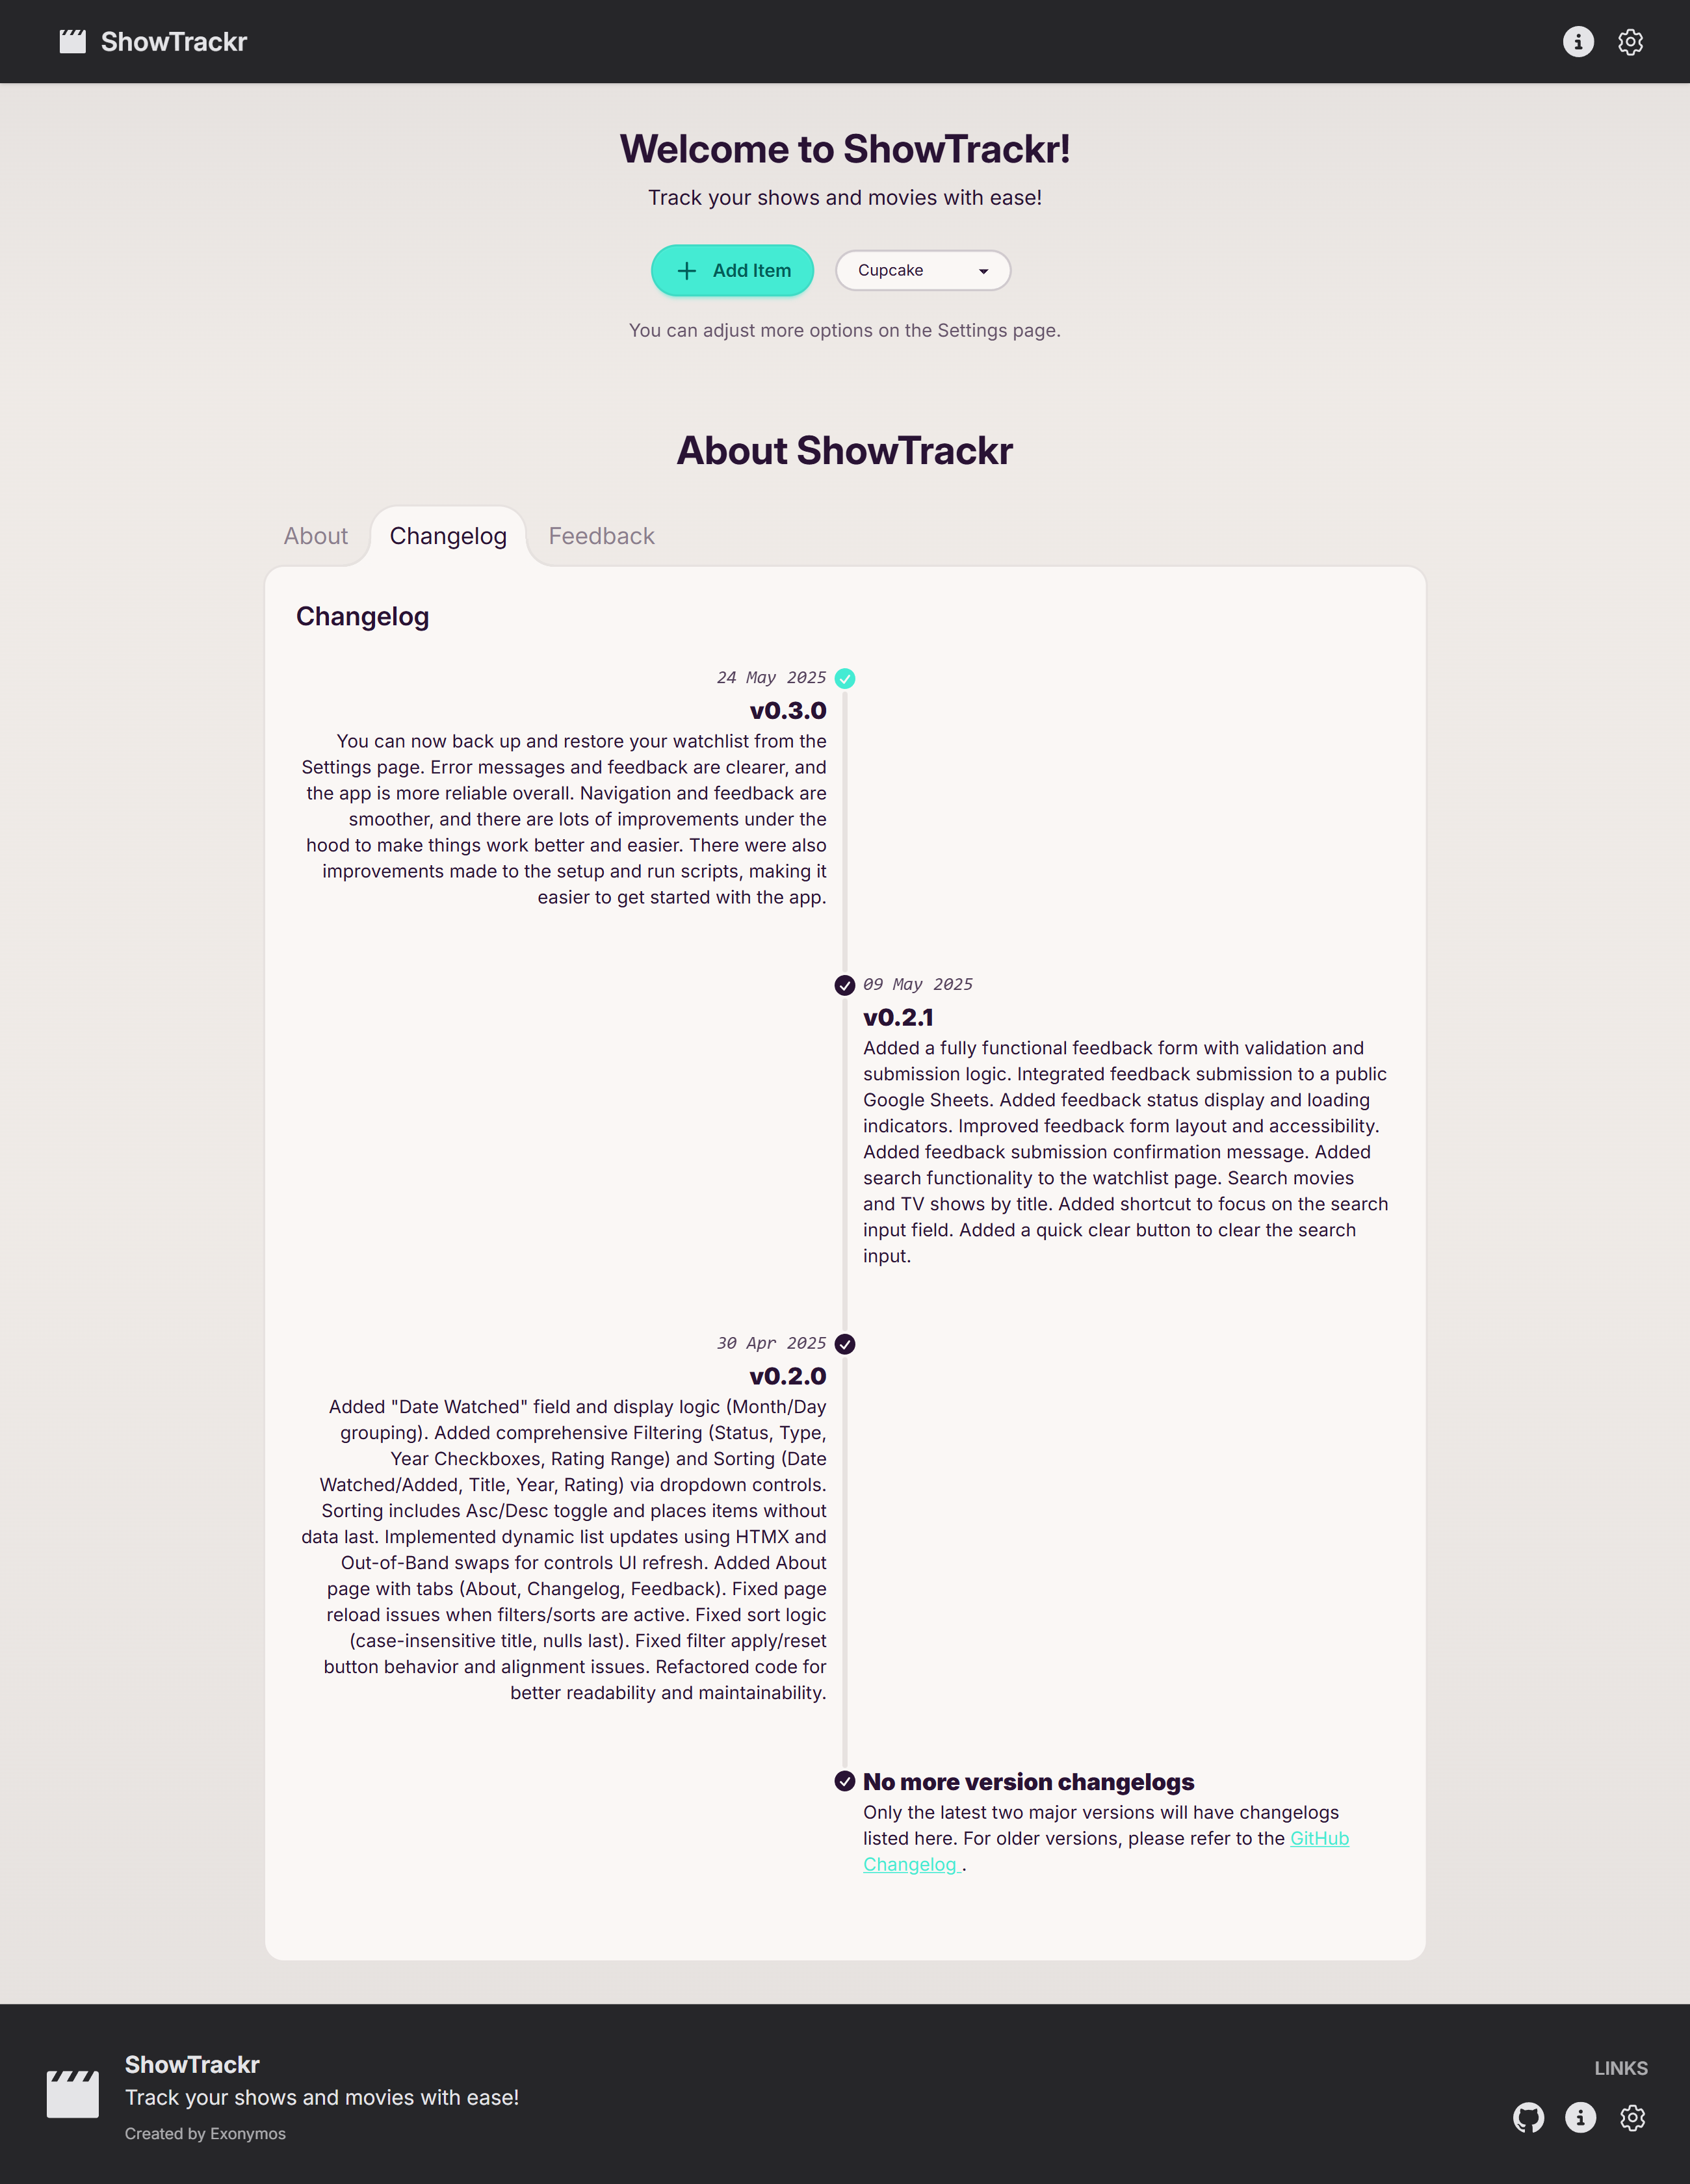 ShowTrackr
Welcome to ShowTrackr!
Track your shows and movies with ease!
Add Item
Cupcake
You can adjust more options on the Settings page.
About ShowTrackr
About
Changelog
Feedback
Changelog
24 May 2025
v0.3.0
You can now back up and restore your watchlist from the
Settings page. Error messages and feedback are clearer, and
the app is more reliable overall. Navigation and feedback are
smoother, and there are lots of improvements under the
hood to make things work better and easier. There were also
improvements made to the setup and run scripts, making it
easier to get started with the app.
09 May 2025
v0.2.1
Added a fully functional feedback form with validation and
submission logic. Integrated feedback submission to a public
Google Sheets. Added feedback status display and loading
indicators. Improved feedback form layout and accessibility.
Added feedback submission confirmation message. Added
search functionality to the watchlist page. Search movies
and TV shows by title. Added shortcut to focus on the search
input field. Added a quick clear button to clear the search
input.
30 Apr 2025
v0.2.0
Added "Date Watched" field and display logic (Month/Day
grouping). Added comprehensive Filtering (Status, Type,
Year Checkboxes, Rating Range) and Sorting (Date
Watched/Added, Title, Year, Rating) via dropdown controls.
Sorting includes Asc/Desc toggle and places items without
data last. Implemented dynamic list updates using HTMX and
Out-of-Band swaps for controls UI refresh. Added About
page with tabs (About, Changelog, Feedback). Fixed page
reload issues when filters/sorts are active. Fixed sort logic
(case-insensitive title, nulls last). Fixed filter apply/reset
button behavior and alignment issues. Refactored code for
better readability and maintainability.
No more version changelogs
Only the latest two major versions will have changelogs
listed here. For older versions, please refer to the GitHub
Changelog .
ShowTrackr
Track your shows and movies with ease!
Created by Exonymos
LINKS